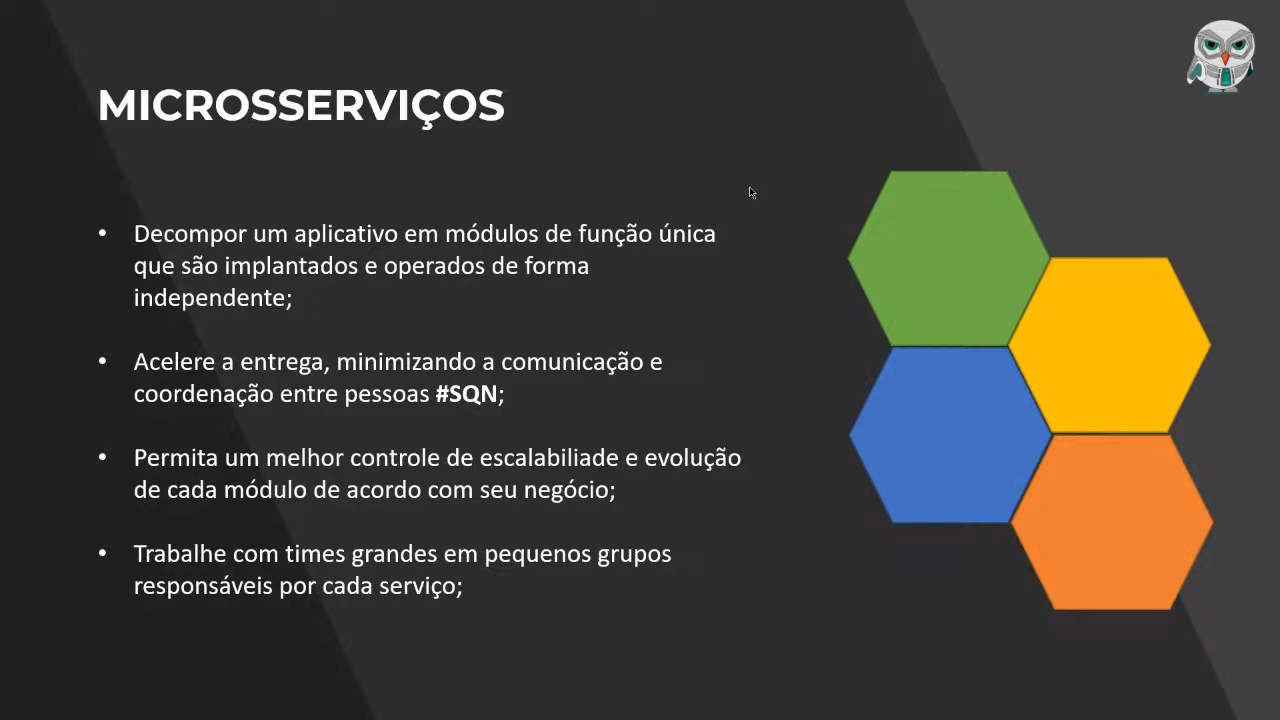 MICROSSERVIÇOS
• Decompor um aplicativo em módulos de função única
que são implantados e operados de forma
independente;
• Acelere a entrega, minimizando a comunicação e
coordenação entre pessoas #SQN;
• Permita um melhor controle de escalabiliade e evolução
de cada módulo de acordo com seu negócio;
• Trabalhe com times grandes em pequenos grupos
responsáveis por cada serviço;